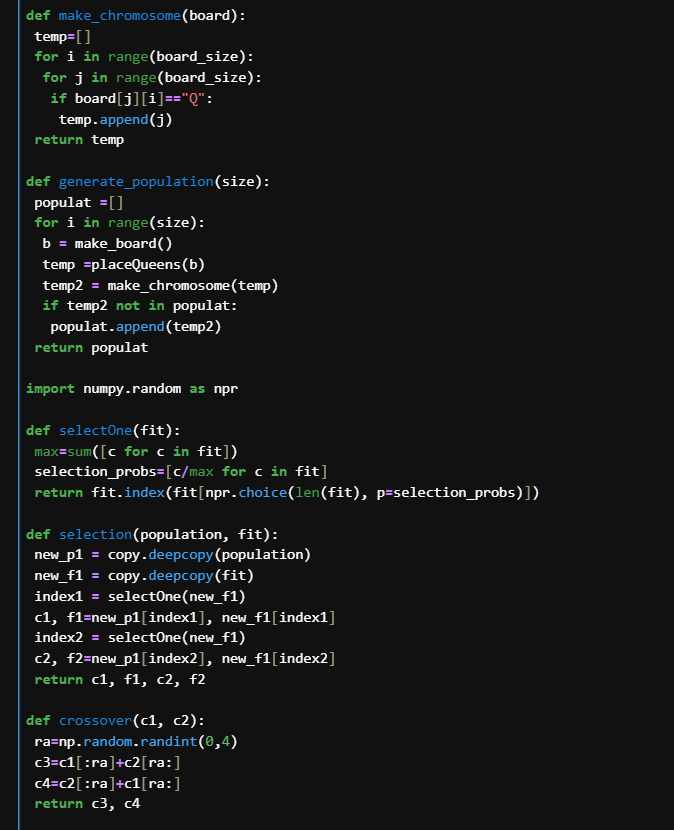 def make_chromosome(board):
 temp=[]
 for i in range(board_size):
  for j in range(board_size):
   if board[j][i]=="Q":
    temp.append(j)
 return temp

def generate_population(size):
 populat =[]
 for i in range(size):
  b = make_board()
  temp =placeQueens(b)
  temp2 = make_chromosome(temp)
  if temp2 not in populat:
   populat.append(temp2)
 return populat

import numpy.random as npr

def selectOne(fit):
 max=sum([c for c in fit])
 selection_probs=[c/max for c in fit]
 return fit.index(fit[npr.choice(len(fit), p=selection_probs)])

def selection(population, fit):
 new_p1 = copy.deepcopy(population)
 new_f1 = copy.deepcopy(fit)
 index1 = selectOne(new_f1)
 c1, f1=new_p1[index1], new_f1[index1]
 index2 = selectOne(new_f1)
 c2, f2=new_p1[index2], new_f1[index2]
 return c1, f1, c2, f2

def crossover(c1, c2):
 ra=np.random.randint(0,4)
 c3=c1[:ra]+c2[ra:]
 c4=c2[:ra]+c1[ra:]
 return c3, c4